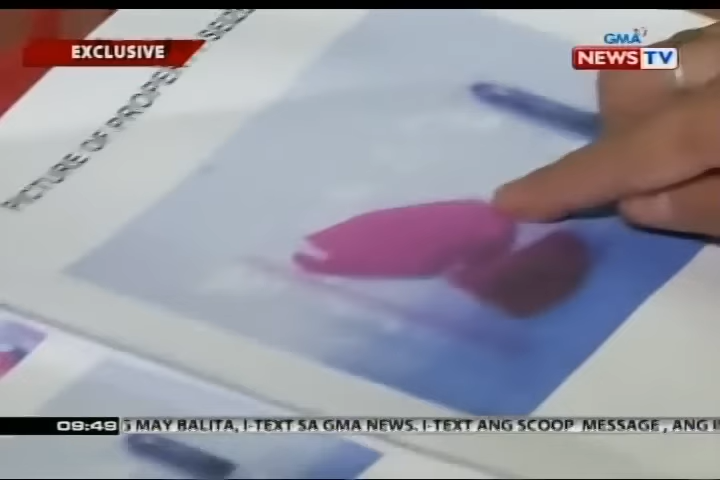 EXCLUSIVE
GMA
NEWS TV
PICTURE OF PROPER
09:49 MAY BALITA, I-TEXT SA GMA NEWS. I-TEXT ANG SCOOP MESSAGE, ANG